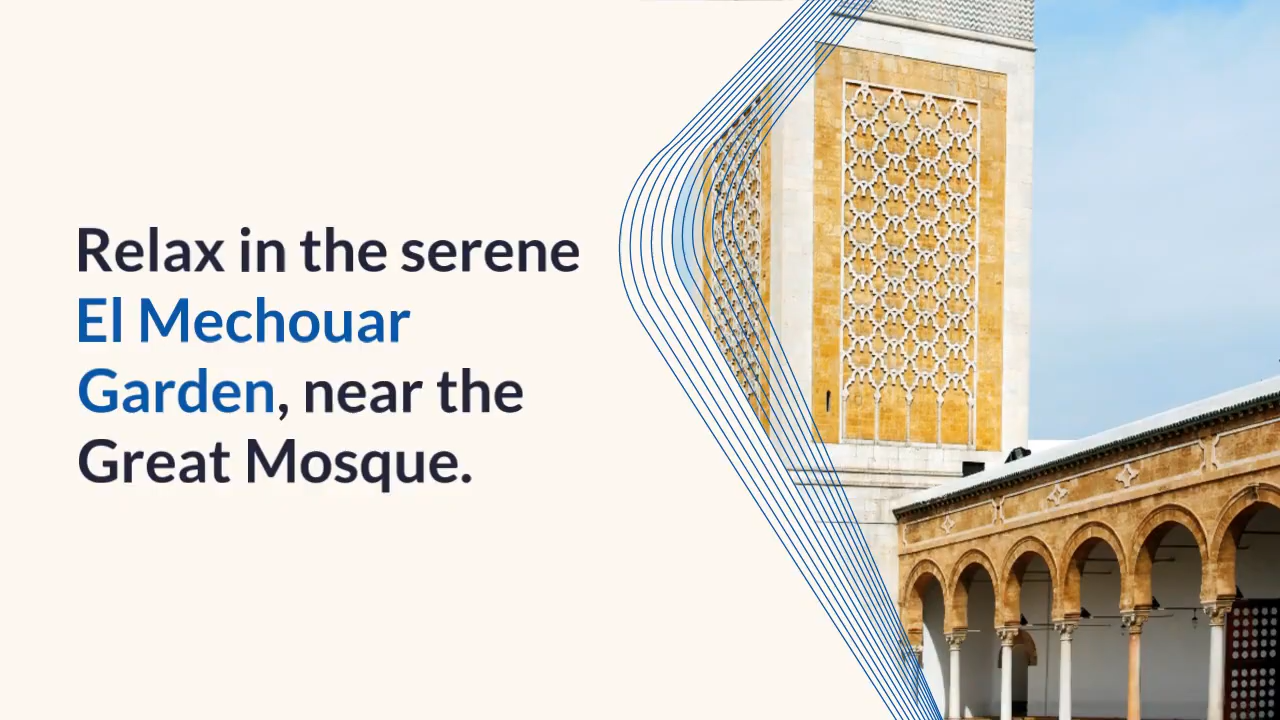 Relax in the serene
El Mechouar
Garden, near the
Great Mosque.